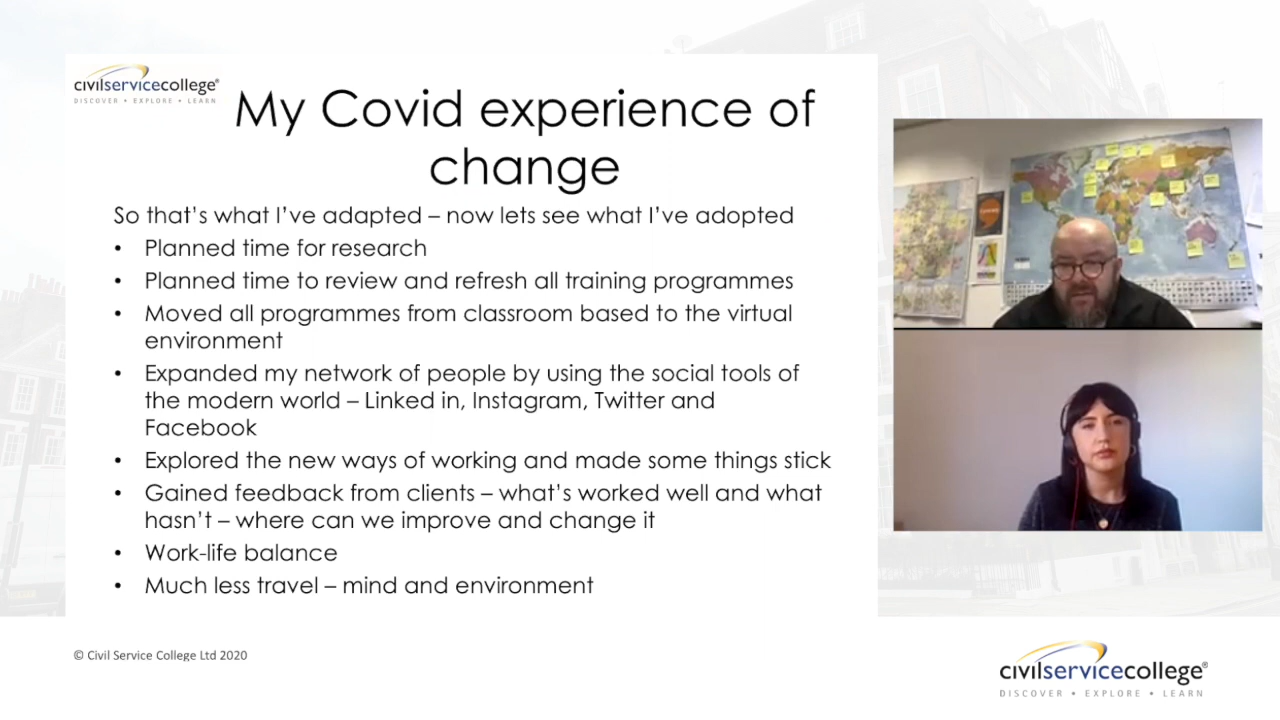 civilservicecollege®
DISCOVER • EXPLORE • LEARN
My Covid experience of
change
So that's what I've adapted – now lets see what I've adopted
• Planned time for research
• Planned time to review and refresh all training programmes
• Moved all programmes from classroom based to the virtual
environment
• Expanded my network of people by using the social tools of
the modern world – Linked in, Instagram, Twitter and
Facebook
• Explored the new ways of working and made some things stick
• Gained feedback from clients – what's worked well and what
hasn't – where can we improve and change it
• Work-life balance
• Much less travel – mind and environment
© Civil Service College Ltd 2020
civilservicecollege®
DISCOVER • EXPLORE • LEARN